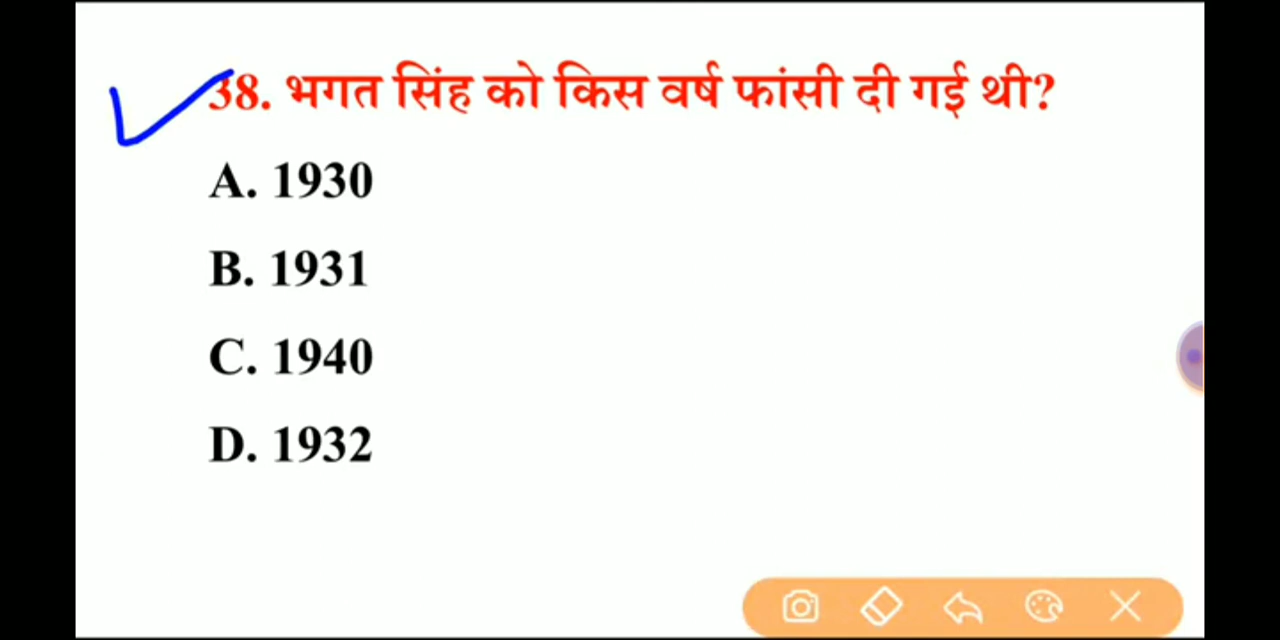 38. भगत सिंह को किस वर्ष फांसी दी गई थी?
A. 1930
B. 1931
C. 1940
D. 1932